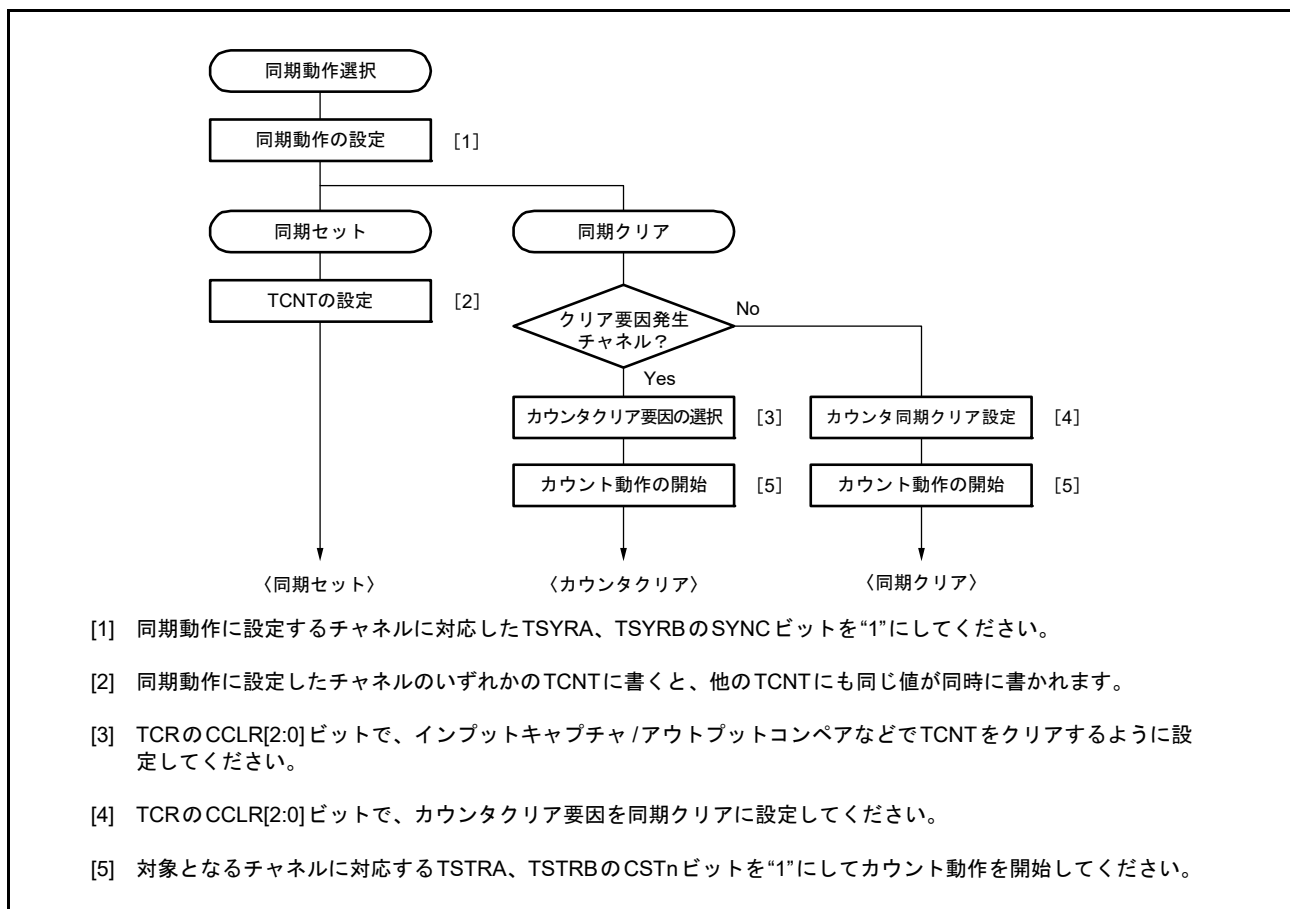 同期動作選択
同期動作の設定 [1]
同期セット 同期クリア
TCNTの設定 [2]
クリア要因発生
チャネル？
No
Yes
カウンタクリア要因の選択 [3] カウンタ同期クリア設定 [4]
カウント動作の開始 [5] カウント動作の開始 [5]
〈同期セット〉 〈カウンタクリア〉 〈同期クリア〉
[1] 同期動作に設定するチャネルに対応したTSYRA、TSYRBのSYNCビットを“1”にしてください。
[2] 同期動作に設定したチャネルのいずれかのTCNTに書くと、他のTCNTにも同じ値が同時に書かれます。
[3] TCRのCCLR[2:0]ビットで、インプットキャプチャ/アウトプットコンペアなどでTCNTをクリアするように設
定してください。
[4] TCRのCCLR[2:0]ビットで、カウンタクリア要因を同期クリアに設定してください。
[5] 対象となるチャネルに対応するTSTRA、TSTRBのCSTnビットを“1”にしてカウント動作を開始してください。